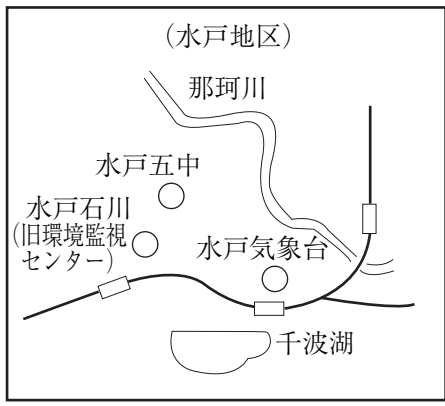 （水戸地区）
那珂川
水戸五中
水戸石川
（旧環境監視
センター）
水戸気象台
千波湖